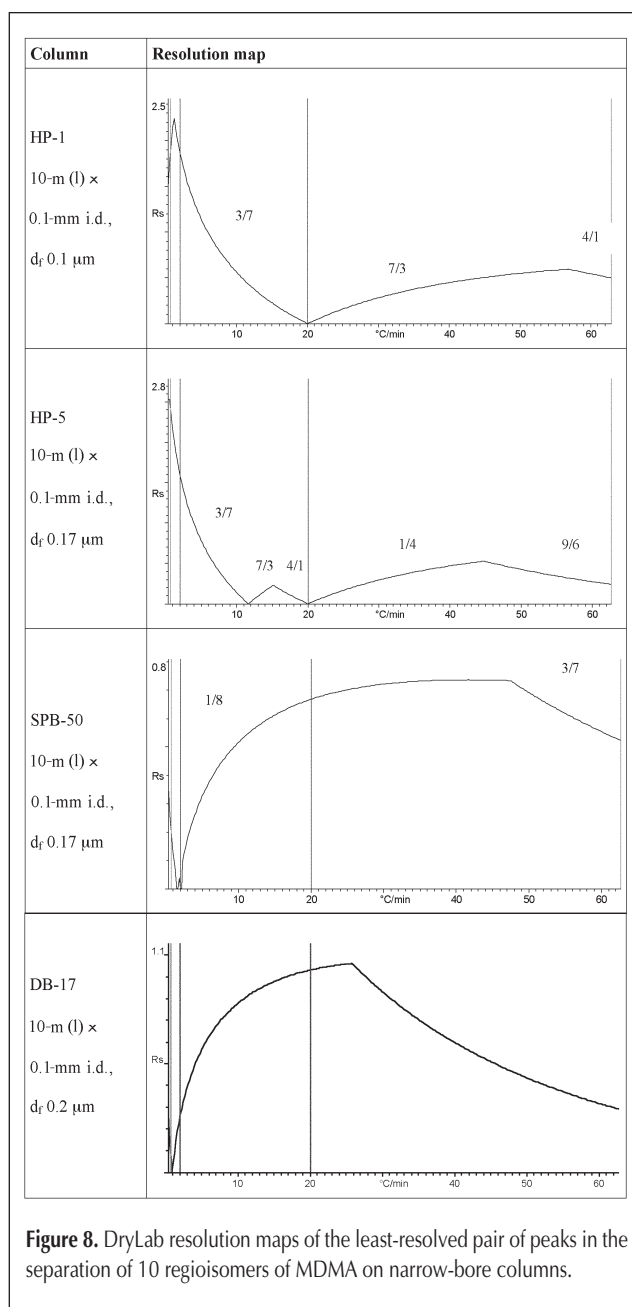 Column Resolution map
HP-1
10-m (l) ×
0.1-mm i.d.,
df 0.1 μm
2.5
Rs
3/7
7/3
4/1
10 20 °C/min 40 50 60
HP-5
10-m (l) ×
0.1-mm i.d.,
df 0.17 μm
2.8
Rs
3/7
7/3 4/1
1/4
9/6
10 20 °C/min 40 50 60
SPB-50
10-m (l) ×
0.1-mm i.d.,
df 0.17 μm
0.8
Rs
1/8
3/7
10 20 °C/min 40 50 60
DB-17
10-m (l) ×
0.1-mm i.d.,
df 0.2 μm
1.1
Rs
10 20 °C/min 40 50 60
Figure 8. DryLab resolution maps of the least-resolved pair of peaks in the
separation of 10 regioisomers of MDMA on narrow-bore columns.